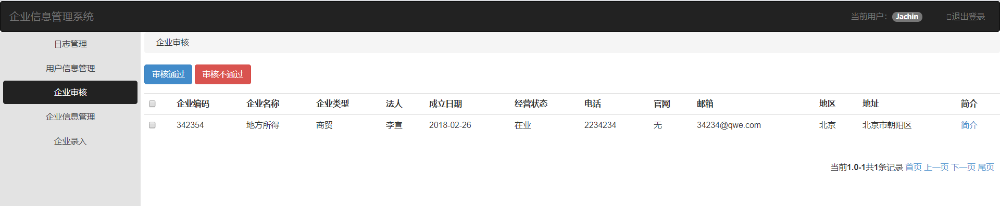 企业信息管理系统 当前用户： Jachin 退出登录
日志管理
用户信息管理
企业审核
企业信息管理
企业录入
企业审核
审核通过 审核不通过
企业编码 企业名称 企业类型 法人 成立日期 经营状态 电话 官网 邮箱 地区 地址 简介
342354 地方所得 商贸 李宣 2018-02-26 在业 2234234 无 34234@qwe.com 北京 北京市朝阳区 简介
当前1.0-1共1条记录 首页 上一页 下一页 尾页